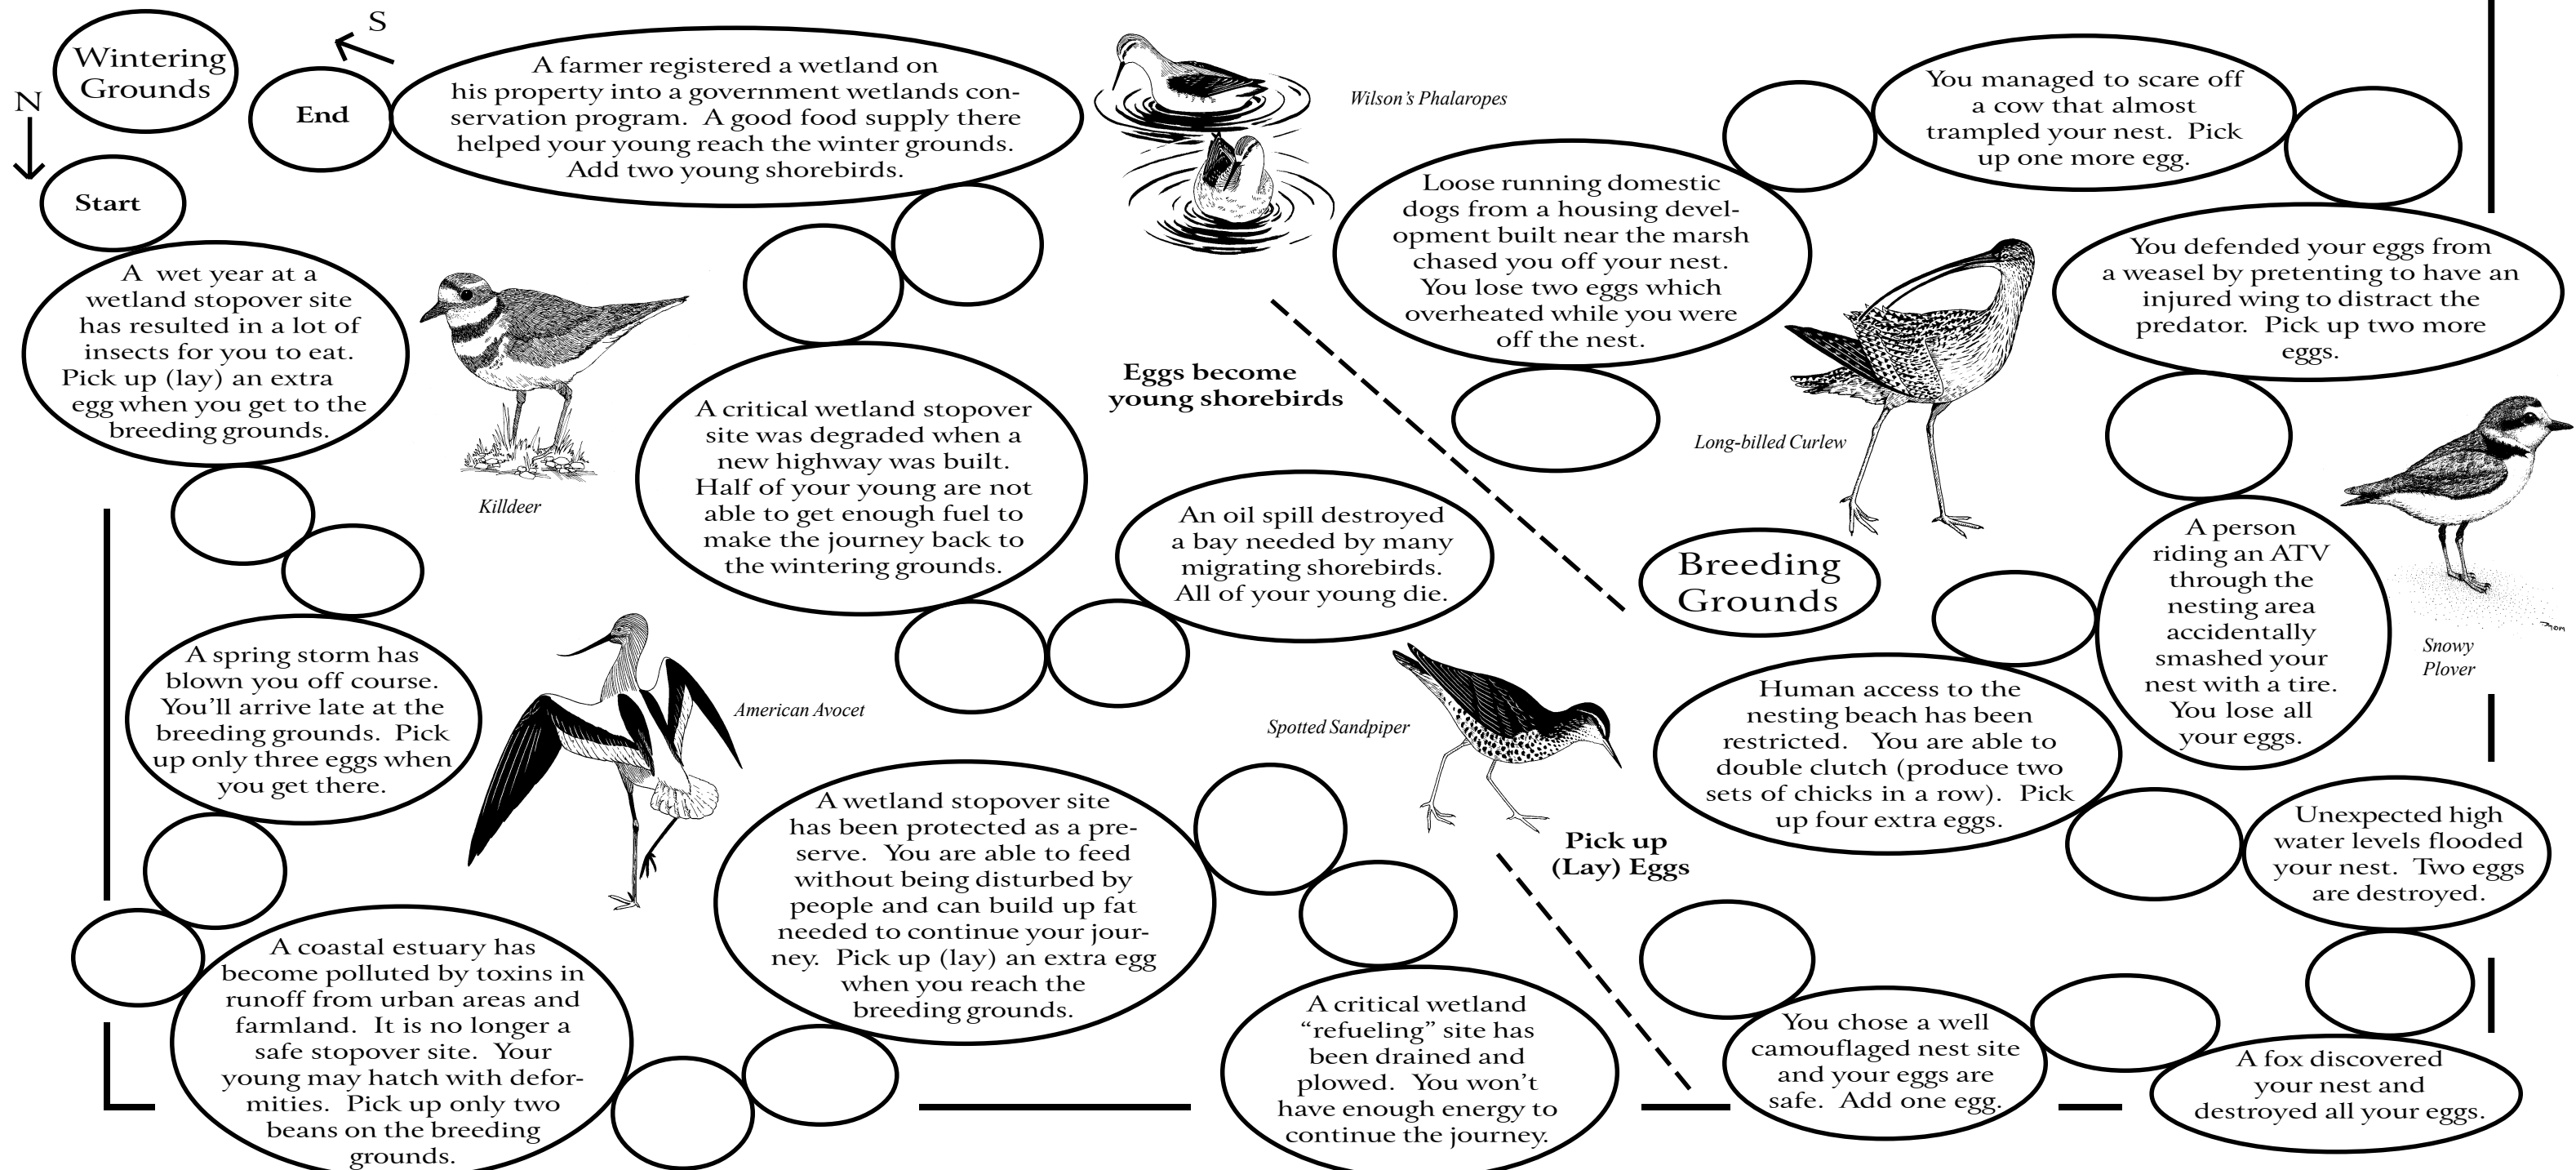 Wintering
Grounds
N
S
Start
End
A farmer registered a wetland on
his property into a government wetlands con-
servation program.  A good food supply there
helped your young reach the winter grounds.
Add two young shorebirds.
Wilson's Phalaropes
You managed to scare off
a cow that almost
trampled your nest.  Pick
up one more egg.
Loose running domestic
dogs from a housing devel-
opment built near the marsh
chased you off your nest.
You lose two eggs which
overheated while you were
off the nest.
You defended your eggs from
a weasel by pretenting to have an
injured wing to distract the
predator.  Pick up two more
eggs.
A  wet year at a
wetland stopover site
has resulted in a lot of
insects for you to eat.
Pick up (lay) an extra
egg when you get to the
breeding grounds.
Killdeer
A critical wetland stopover
site was degraded when a
new highway was built.
Half of your young are not
able to get enough fuel to
make the journey back to
the wintering grounds.
Eggs become
young shorebirds
Long-billed Curlew
An oil spill destroyed
a bay needed by many
migrating shorebirds.
All of your young die.
Breeding
Grounds
A person
riding an ATV
through the
nesting area
accidentally
smashed your
nest with a tire.
You lose all
your eggs.
Snowy
Plover
A spring storm has
blown you off course.
You'll arrive late at the
breeding grounds.  Pick
up only three eggs when
you get there.
American Avocet
Spotted Sandpiper
Human access to the
nesting beach has been
restricted.   You are able to
double clutch (produce two
sets of chicks in a row).  Pick
up four extra eggs.
A wetland stopover site
has been protected as a pre-
serve.  You are able to feed
without being disturbed by
people and can build up fat
needed to continue your jour-
ney.  Pick up (lay) an extra egg
when you reach the
breeding grounds.
Pick up
(Lay) Eggs
Unexpected high
water levels flooded
your nest.  Two eggs
are destroyed.
A coastal estuary has
become polluted by toxins in
runoff from urban areas and
farmland.  It is no longer a
safe stopover site.  Your
young may hatch with defor-
mities.  Pick up only two
beans on the breeding
grounds.
A critical wetland
“refueling” site has
been drained and
plowed.  You won't
have enough energy to
continue the journey.
You chose a well
camouflaged nest site
and your eggs are
safe.  Add one egg.
A fox discovered
your nest and
destroyed all your eggs.